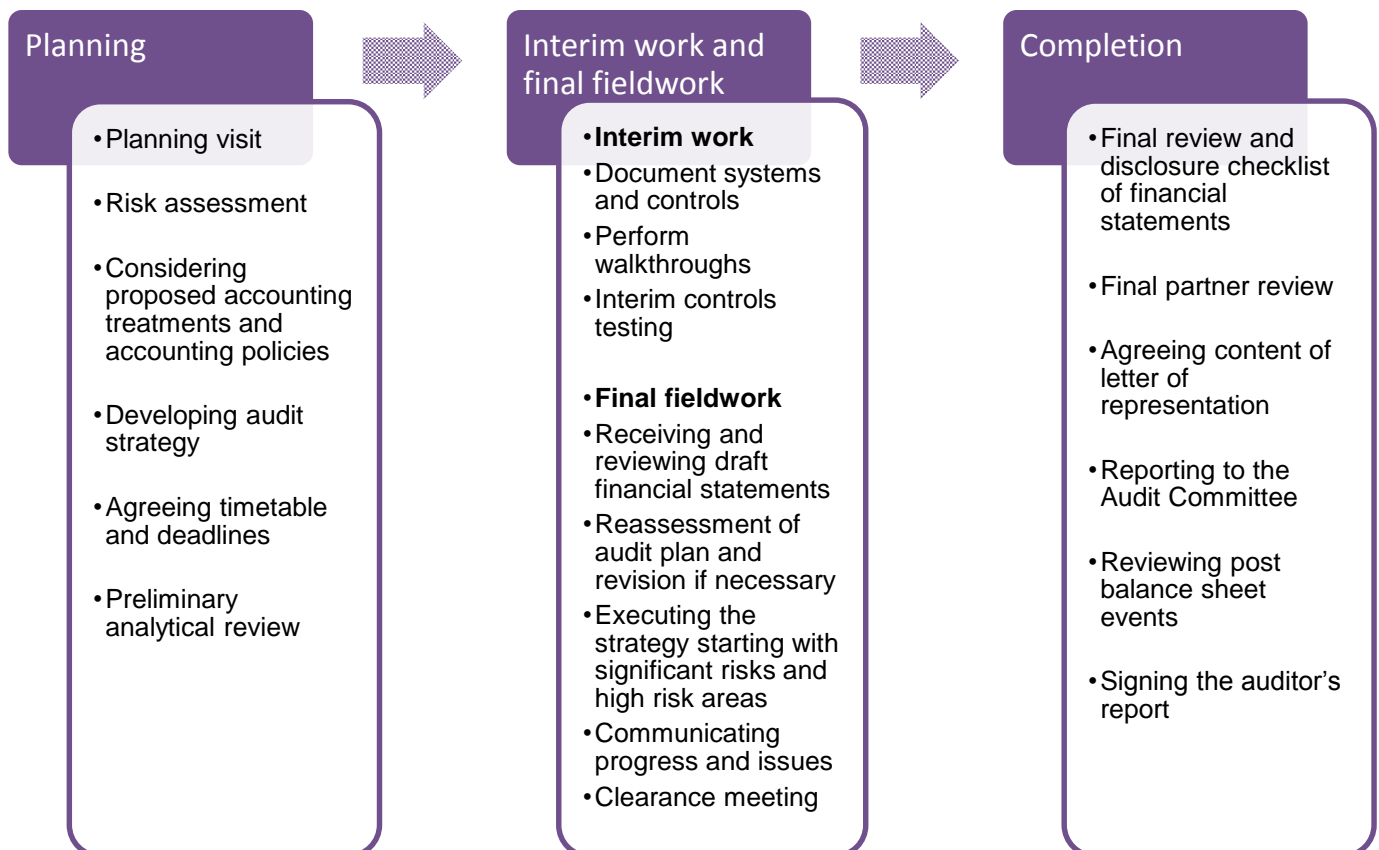 Planning
•Planning visit
•Risk assessment
•Considering
proposed accounting
treatments and
accounting policies
•Developing audit
strategy
•Agreeing timetable
and deadlines
•Preliminary
analytical review
Interim work and
final fieldwork
•Interim work
•Document systems
and controls
•Perform
walkthroughs
•Interim controls
testing
•Final fieldwork
•Receiving and
reviewing draft
financial statements
•Reassessment of
audit plan and
revision if necessary
•Executing the
strategy starting with
significant risks and
high risk areas
•Communicating
progress and issues
•Clearance meeting
Completion
•Final review and
disclosure checklist
of financial
statements
•Final partner review
•Agreeing content of
letter of
representation
•Reporting to the
Audit Committee
•Reviewing post
balance sheet
events
•Signing the auditor's
report